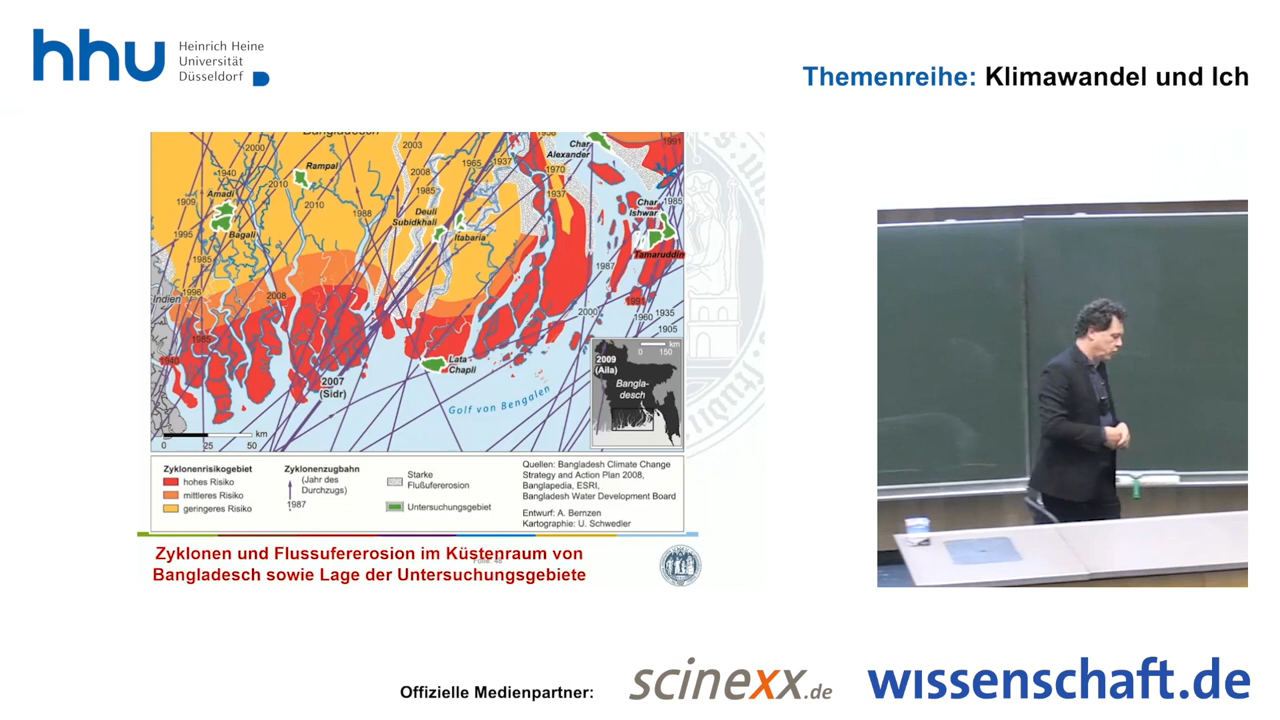 hhu
Heinrich Heine
Universität
Düsseldorf
Themenreihe: Klimawandel und Ich
Bangladesch
1938
Char
Alexander
1991
2000
2003
1965
1937
Rampal
1970
1940
2010
2008
Amadi
1985
1937
1909
2010
1988
Deuli
Subidkhali
Char
Ishwar
1985
1995
Bagali
Itabaria
Tamaruddin
1985
1987
Indien
1996
2008
1991
2000
1960
1935
1985
1905
1940
Lata
Chapli
2007
(Sidr)
Golf von Bengalen
km
0 150
2009
(Aila)
Bangla-
desch
km
0 25 50
Zyklonenrisikogebiet
hohes Risiko
mittleres Risiko
geringeres Risiko
Zyklonenzugbahn
(Jahr des
Durchzugs)
1987
Starke
Flußufererosion
Untersuchungsgebiet
Quellen: Bangladesh Climate Change
Strategy and Action Plan 2008,
Banglapedia, ESRI,
Bangladesh Water Development Board
Entwurf: A. Bernzen
Kartographie: U. Schwedler
Zyklonen und Flussufererosion im Küstenraum von
Bangladesch sowie Lage der Untersuchungsgebiete
Offizielle Medienpartner:
scinexx.de
wissenschaft.de